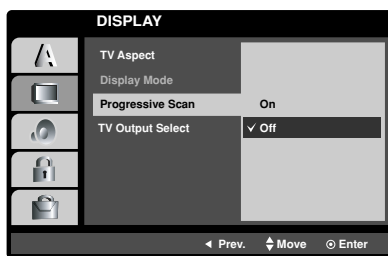 DISPLAY
TV Aspect
Display Mode
Progressive Scan On
TV Output Select ✓ Off
◄ Prev. Move Enter